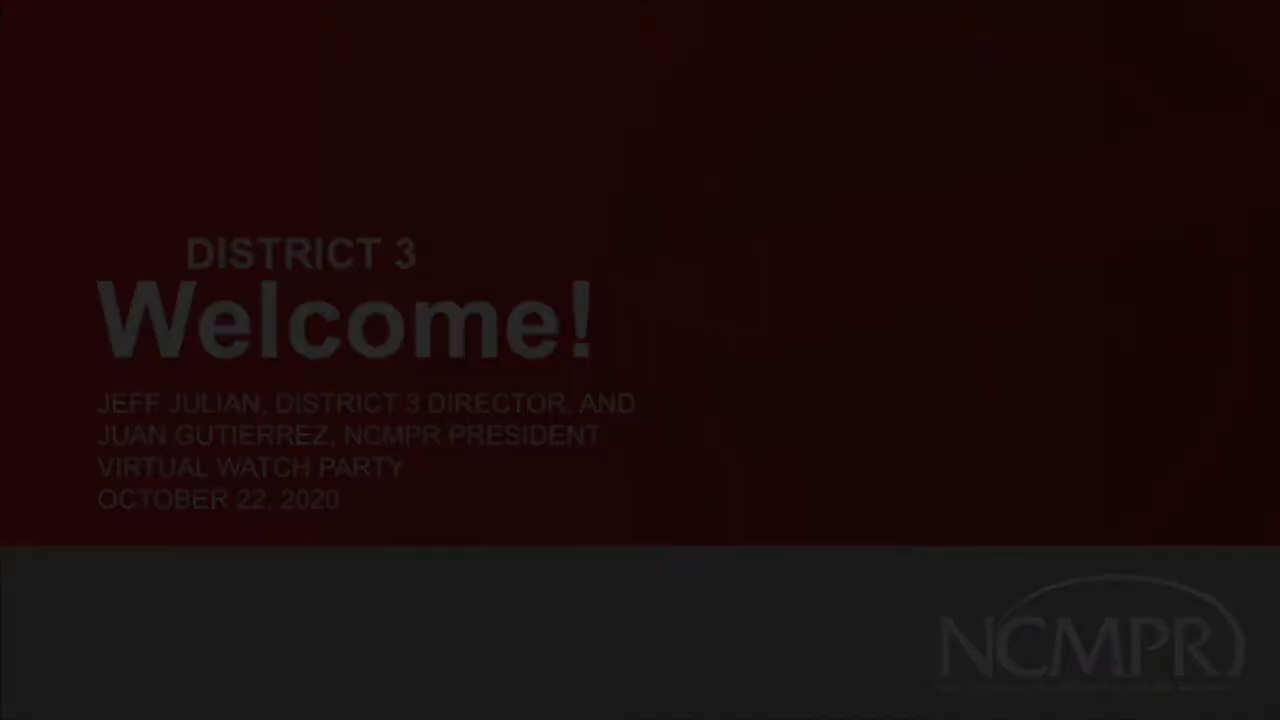 DISTRICT 3
Welcome!
JEFF JULIAN, DISTRICT 3 DIRECTOR, AND
JUAN GUTIERREZ, NCMPR PRESIDENT
VIRTUAL WATCH PARTY
OCTOBER 22, 2020
NCMPR